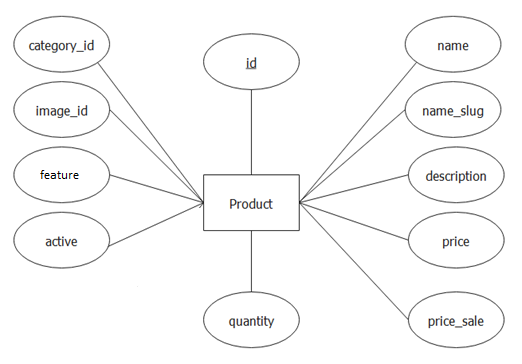 category_id
id
name
image_id
name_slug
feature
description
Product
active
price
quantity
price_sale